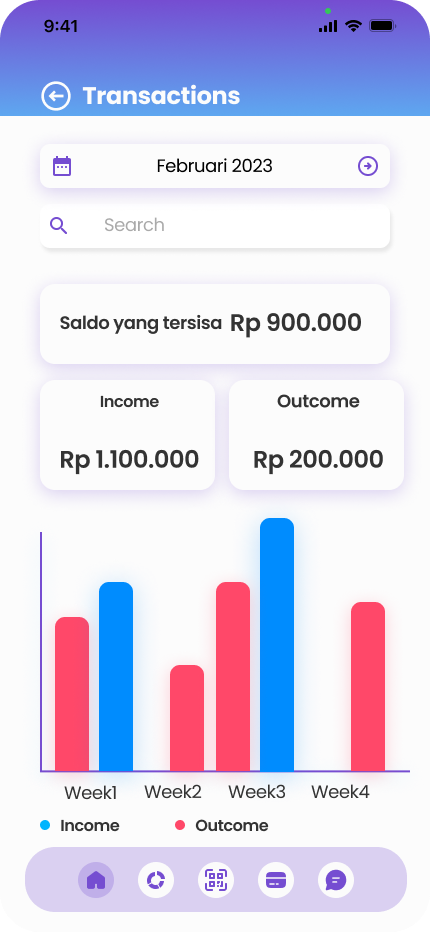 9:41
Transactions
Februari 2023
Search
Saldo yang tersisa Rp 900.000
Income
Rp 1.100.000
Outcome
Rp 200.000
Week1 Week2 Week3 Week4
Income Outcome